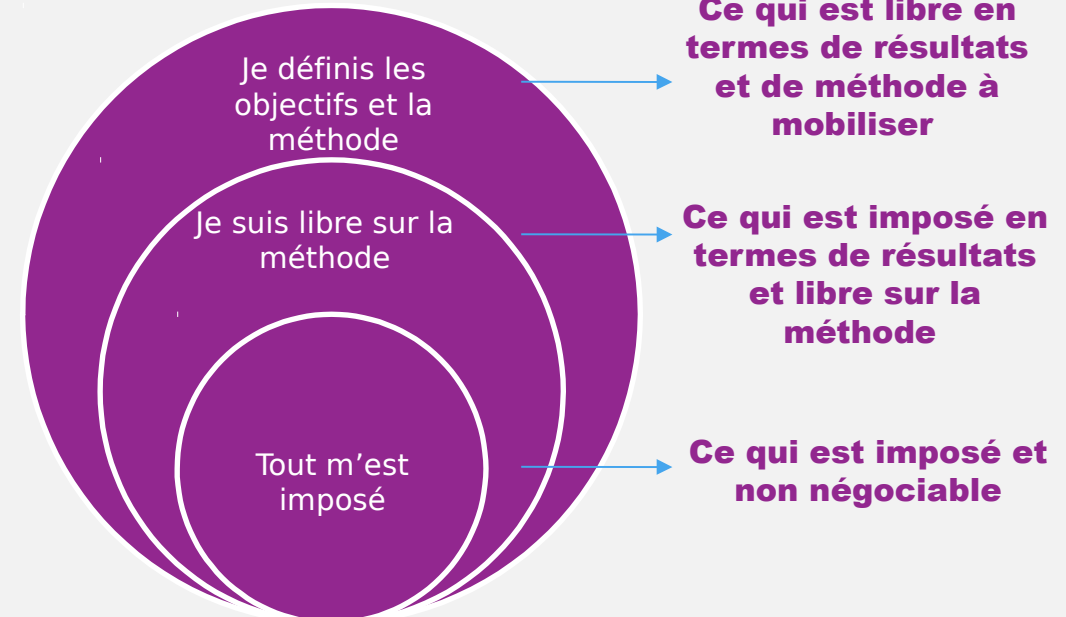 Je définis les
objectifs et la
méthode
Ce qui est libre en
termes de résultats
et de méthode à
mobiliser
Je suis libre sur la
méthode
Ce qui est imposé en
termes de résultats
et libre sur la
méthode
Tout m’est
imposé
Ce qui est imposé et
non négociable